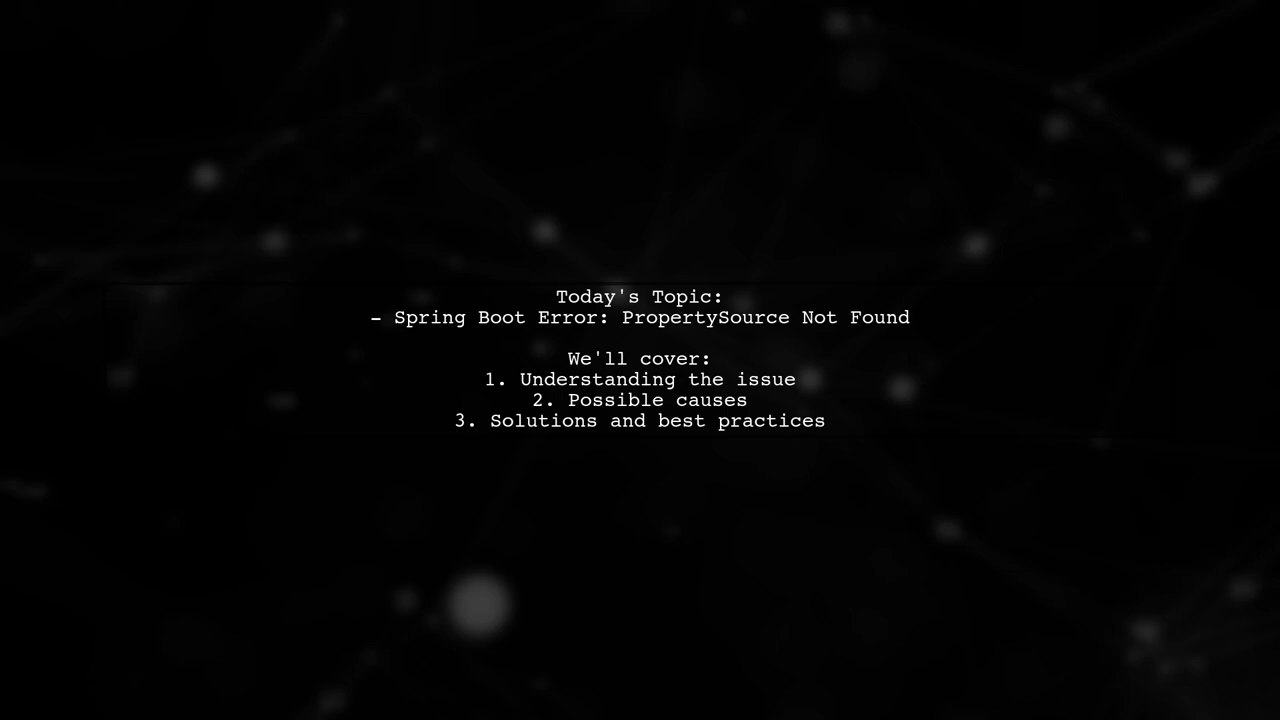 Today's Topic:
- Spring Boot Error: PropertySource Not Found
We'll cover:
1. Understanding the issue
2. Possible causes
3. Solutions and best practices